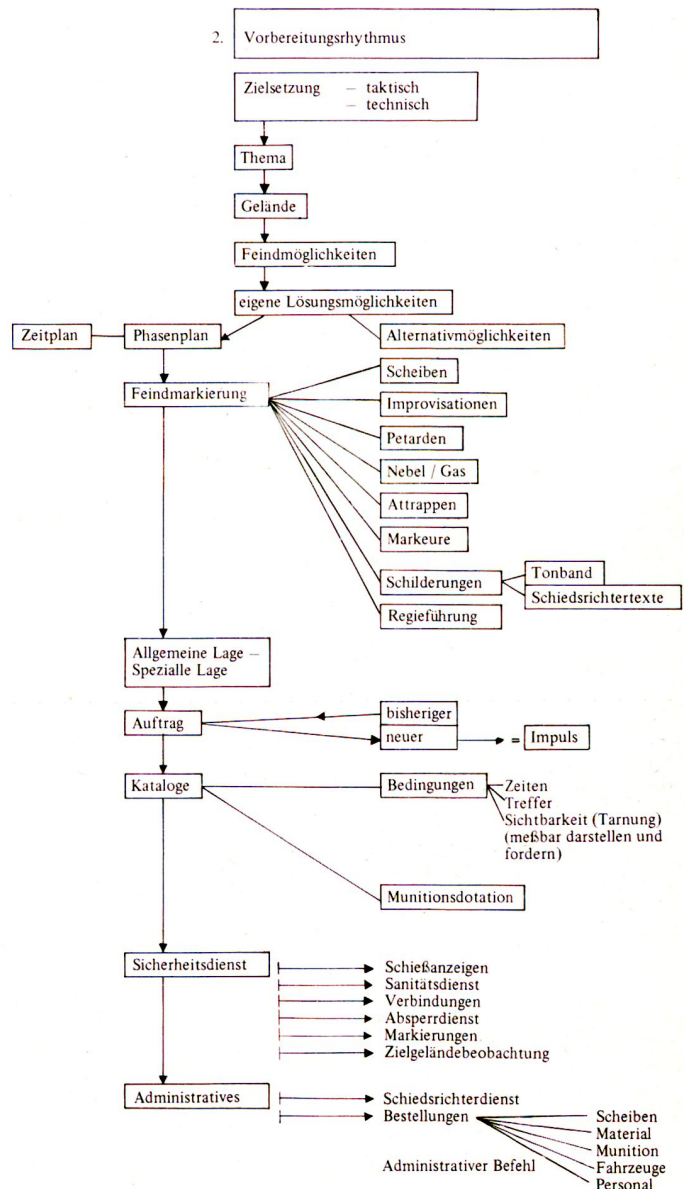 2. Vorbereitungsrhythmus
Zielsetzung – taktisch
– technisch
Thema
Gelände
Feindmöglichkeiten
eigene Lösungsmöglichkeiten
Zeitplan
Phasenplan
Alternativmöglichkeiten
Feindmarkierung
Scheiben
Improvisationen
Petarden
Nebel / Gas
Attrappen
Markeure
Schilderungen
Tonband
Schiedsrichtertexte
Regieführung
Allgemeine Lage –
Spezialle Lage
Auftrag
bisheriger
neuer
= Impuls
Kataloge
Bedingungen
Zeiten
Treffer
Sichtbarkeit (Tarnung)
(meßbar darstellen und
fordern)
Munitionsdotation
Sicherheitsdienst
Schießanzeigen
Sanitätsdienst
Verbindungen
Absperrdienst
Markierungen
Zielgeländebeobachtung
Administratives
Schiedsrichterdienst
Bestellungen
Scheiben
Material
Munition
Fahrzeuge
Personal
Administrativer Befehl